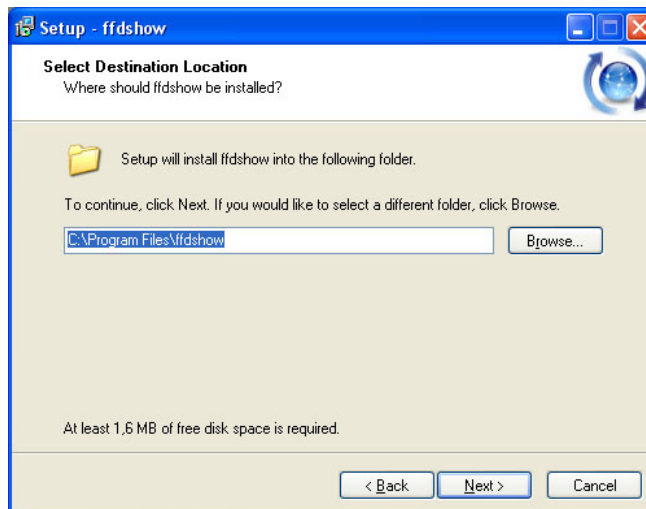 Setup - ffdshow
Select Destination Location
Where should ffdshow be installed?
Setup will install ffdshow into the following folder.
To continue, click Next. If you would like to select a different folder, click Browse.
C:\Program Files\ffdshow
Browse...
At least 1,6 MB of free disk space is required.
< Back
Next >
Cancel